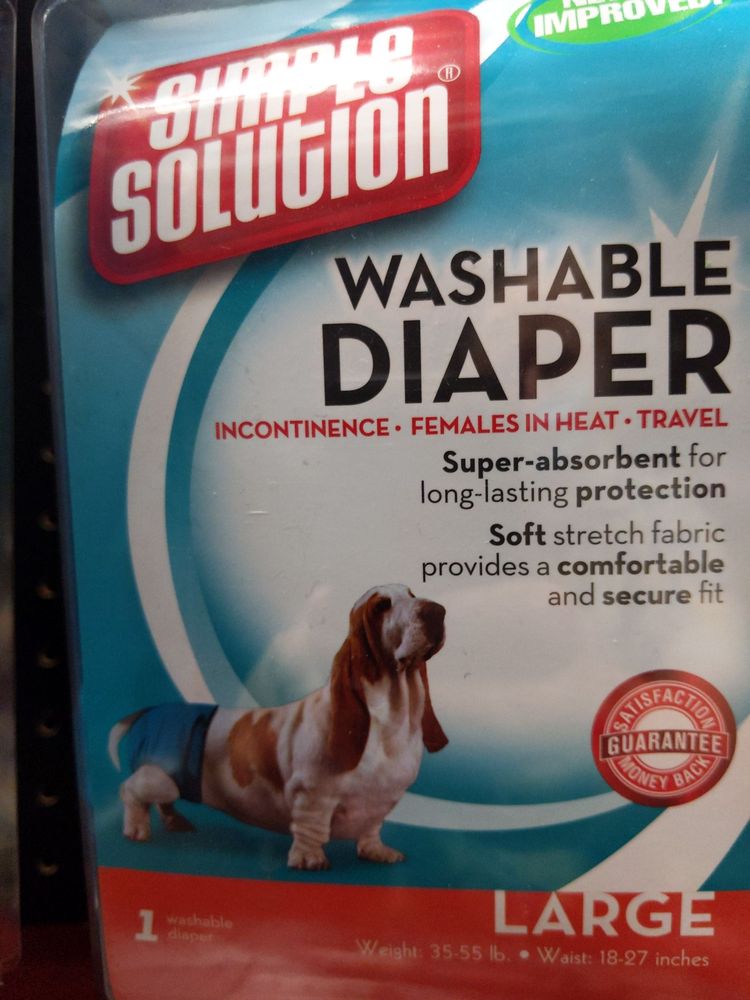 IMPROVED!
SIMPLE
SOLUTION
WASHABLE
DIAPER
INCONTINENCE • FEMALES IN HEAT • TRAVEL
Super-absorbent for
long-lasting protection
Soft stretch fabric
provides a comfortable
and secure fit
SATISFACTION
GUARANTEE
MONEY BACK
LARGE
1 washable
diaper
Weight: 35-55 lb. • Waist: 18-27 inches